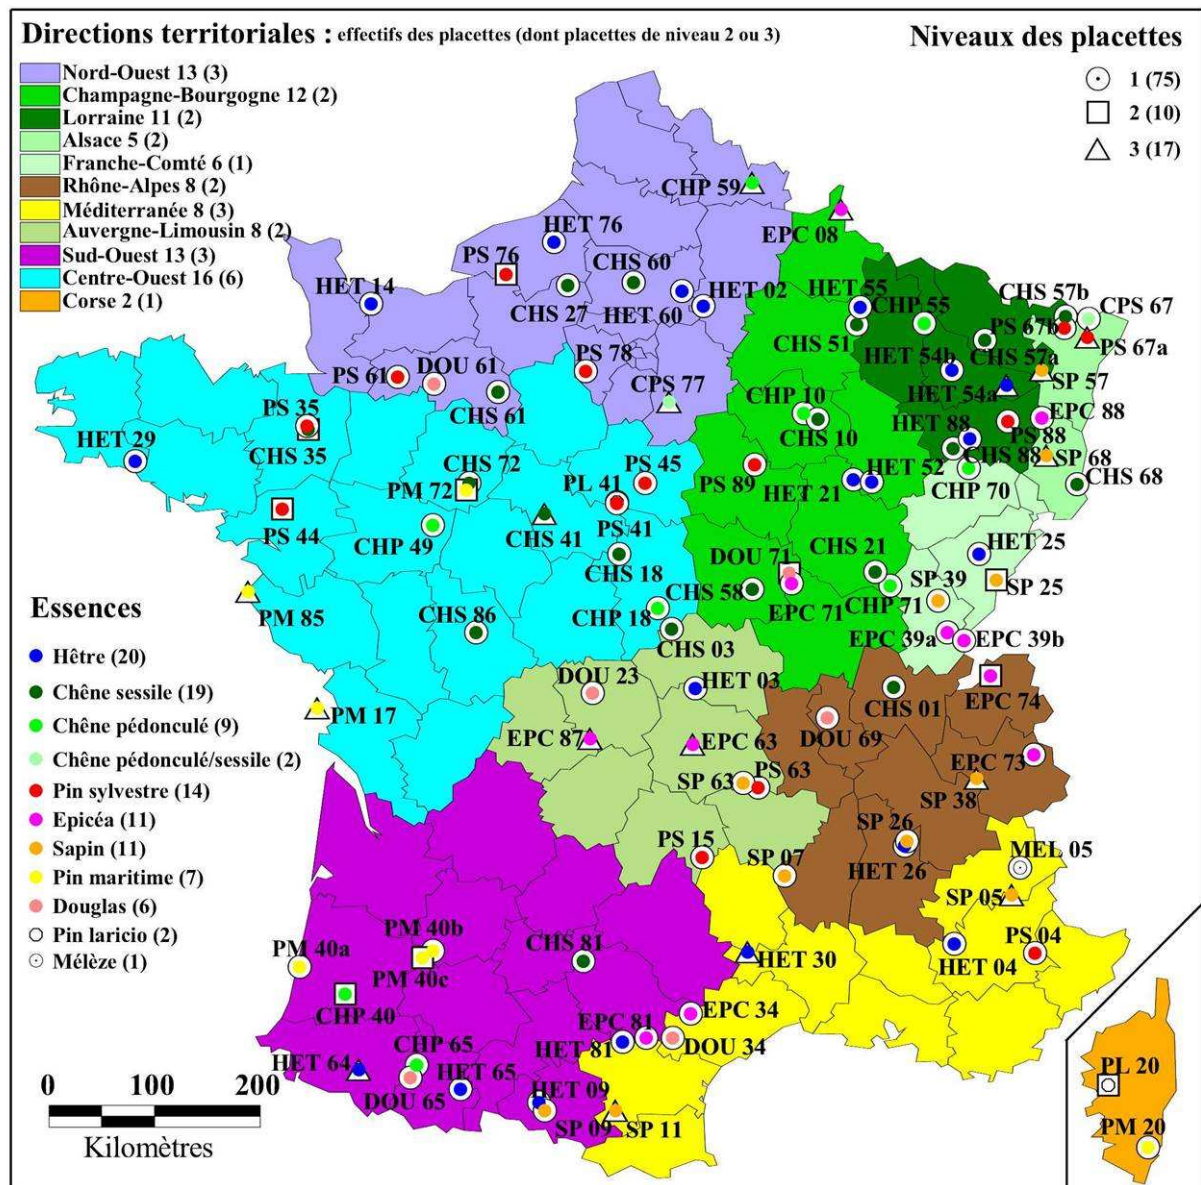 Directions territoriales : effectifs des placettes (dont placettes de niveau 2 ou 3)
Nord-Ouest 13 (3)
Champagne-Bourgogne 12 (2)
Lorraine 11 (2)
Alsace 5 (2)
Franche-Comté 6 (1)
Rhône-Alpes 8 (2)
Méditerranée 8 (3)
Auvergne-Limousin 8 (2)
Sud-Ouest 13 (3)
Centre-Ouest 16 (6)
Corse 2 (1)
Niveaux des placettes
1 (75)
2 (10)
3 (17)
CHP 59
EPC 08
HET 76
PS 76
CHS 60
HET 14
CHS 27
HET 60
HET 02
HET 55
CHP 55
CHS 57b
CPS 67
CHS 51
PS 67b
PS 67a
HET 54b
CHS 57a
SP 57
HET 54a
PS 78
DOU 61
PS 61
CPS 77
CHS 61
CHP 10
CHS 10
EPC 88
HET 88
PS 88
CHS 88
SP 68
CHS 68
PS 35
CHS 35
HET 29
CHS 72
PM 72
PL 41
PS 45
PS 41
CHS 41
PS 89
HET 21
HET 52
CHP 70
PS 44
CHP 49
CHS 18
DOU 71
CHS 21
HET 25
SP 39
SP 25
CHS 58
EPC 71
CHP 71
PM 85
CHS 86
CHP 18
EPC 39a
EPC 39b
CHS 03
Essences
Hêtre (20)
Chêne sessile (19)
Chêne pédonculé (9)
Chêne pédonculé/sessile (2)
Pin sylvestre (14)
Epicéa (11)
Sapin (11)
Pin maritime (7)
Douglas (6)
Pin laricio (2)
Mélèze (1)
DOU 23
HET 03
PM 17
CHS 01
EPC 74
EPC 87
EPC 63
DOU 69
EPC 73
SP 63
PS 63
SP 38
SP 26
PS 15
SP 07
HET 26
MEL 05
SP 05
PM 40b
PM 40a
CHS 81
PM 40c
HET 30
HET 04
PS 04
CHP 40
EPC 34
EPC 81
HET 81
DOU 34
CHP 65
HET 64
HET 65
DOU 65
HET 09
SP 09
SP 11
PL 20
PM 20
0 100 200
Kilomètres